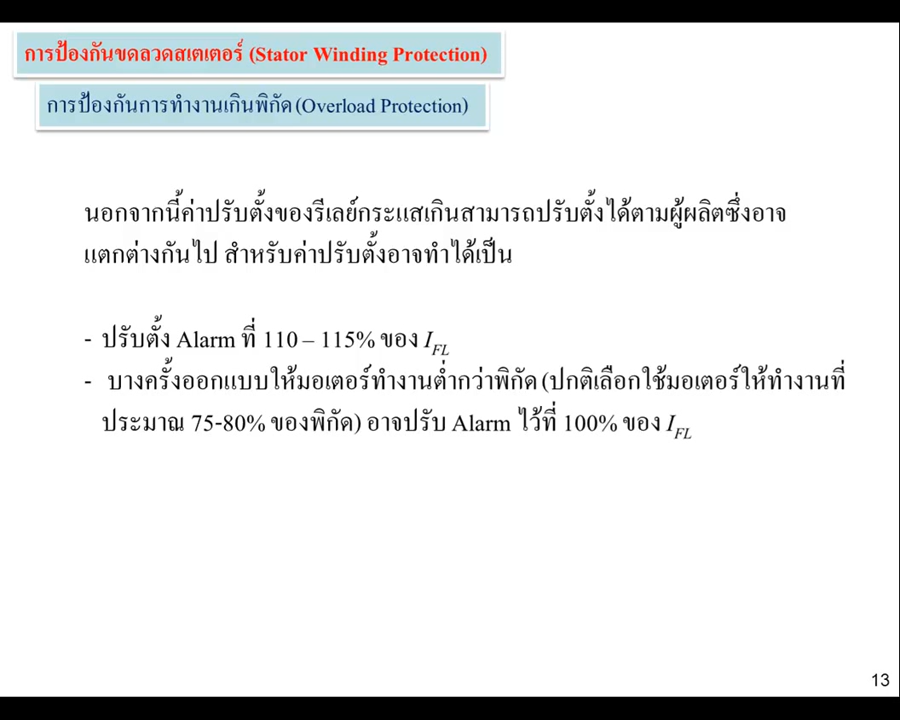 การป้องกันขดลวดสเตเตอร์ (Stator Winding Protection)
การป้องกันการทำงานเกินพิกัด (Overload Protection)
นอกจากนี้ค่าปรับตั้งของรีเลย์กระแสเกินสามารถปรับตั้งได้ตามผู้ผลิตซึ่งอาจ
แตกต่างกันไป สำหรับค่าปรับตั้งอาจทำได้เป็น
- ปรับตั้ง Alarm ที่ 110 – 115% ของ I_FL
- บางครั้งออกแบบให้มอเตอร์ทำงานต่ำกว่าพิกัด (ปกติเลือกใช้มอเตอร์ให้ทำงานที่
ประมาณ 75-80% ของพิกัด) อาจปรับ Alarm ไว้ที่ 100% ของ I_FL
13